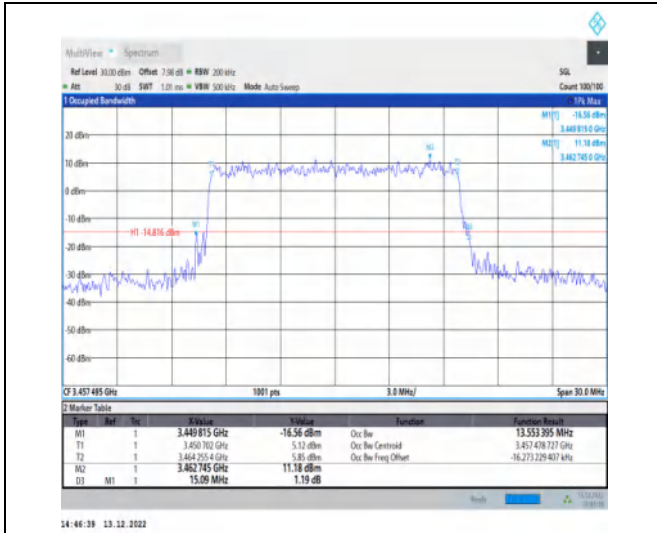 MultiView Spectrum
Ref Level 30.00 dBm Offset 7.98 dB RBW 200 kHz SGL
Att 30 dB SWT 1.01 ms VBW 500 kHz Mode Auto Sweep Count 100/100
1 Occupied Bandwidth 1Pk Max
M1[1] -16.56 dBm
3.449 815 0 GHz
M2[1] 11.18 dBm
3.462 745 0 GHz
20 dBm
10 dBm
0 dBm
-10 dBm
H1 -14.816 dBm
-20 dBm
-30 dBm
-40 dBm
-50 dBm
-60 dBm
M1
M2
CF 3.457 495 GHz 1001 pts 3.0 MHz/ Span 30.0 MHz
2 Marker Table
Type Ref Trc X-Value Y-Value Function Function Result
M1 1 3.449 815 GHz -16.56 dBm Occ Bw 13.553 395 MHz
T1 1 3.450 702 GHz 5.12 dBm Occ Bw Centroid 3.457 478 727 GHz
T2 1 3.464 255 4 GHz 5.85 dBm Occ Bw Freq Offset -16.273 229 407 kHz
M2 1 3.462 745 GHz 11.18 dBm
D3 M1 1 15.09 MHz 1.19 dB
Ready
14:46:39 13.12.2022